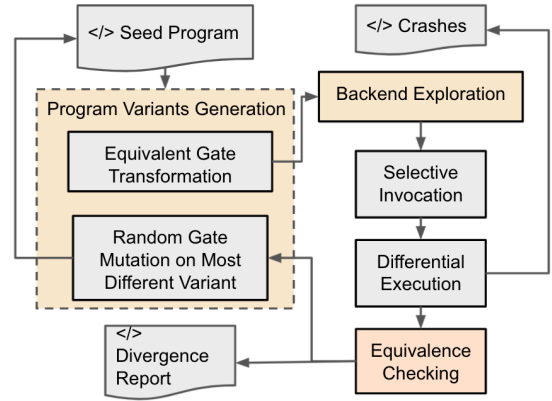 </> Seed Program
</> Crashes
Program Variants Generation
Backend Exploration
Equivalent Gate
Transformation
Selective
Invocation
Random Gate
Mutation on Most
Different Variant
Differential
Execution
</>
Divergence
Report
Equivalence
Checking